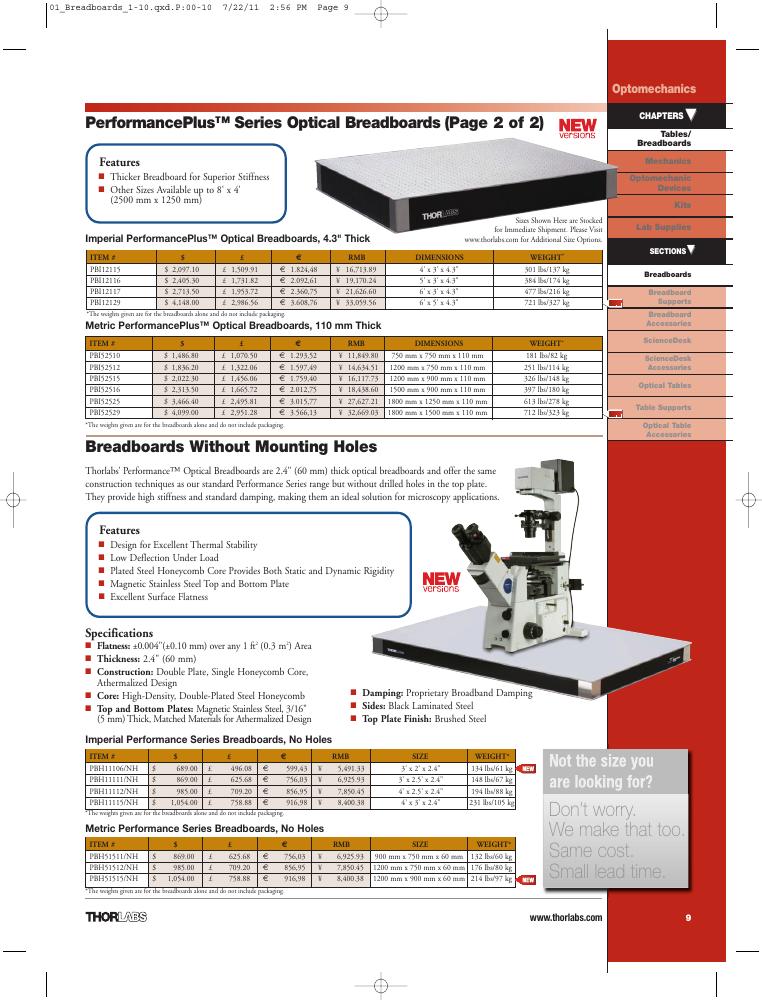 01_Breadboards_1-10.qxd.P:00-10 7/22/11 2:56 PM Page 9
Optomechanics
CHAPTERS
Tables/
Breadboards
Mechanics
Optomechanic
Devices
Kits
Lab Supplies
SECTIONS
Breadboards
Breadboard
Supports
Breadboard
Accessories
ScienceDesk
ScienceDesk
Accessories
Optical Tables
Table Supports
Optical Table
Accessories
PerformancePlus™ Series Optical Breadboards (Page 2 of 2)
NEW
versions
Features
Thicker Breadboard for Superior Stiffness
Other Sizes Available up to 8' x 4'
(2500 mm x 1250 mm)
THORLABS
Sizes Shown Here are Stocked
for Immediate Shipment. Please Visit
www.thorlabs.com for Additional Size Options.
Imperial PerformancePlus™ Optical Breadboards, 4.3" Thick
ITEM # $ £ € RMB DIMENSIONS WEIGHT*
PBI12115 $ 2,097.10 £ 1,509.91 € 1.824,48 ¥ 16,713.89 4' x 3' x 4.3" 301 lbs/137 kg
PBI12116 $ 2,405.30 £ 1,731.82 € 2.092,61 ¥ 19,170.24 5' x 3' x 4.3" 384 lbs/174 kg
PBI12117 $ 2,713.50 £ 1,953.72 € 2.360,75 ¥ 21,626.60 6' x 3' x 4.3" 477 lbs/216 kg
PBI12129 $ 4,148.00 £ 2,986.56 € 3.608,76 ¥ 33,059.56 6' x 5' x 4.3" 721 lbs/327 kg
*The weights given are for the breadboards alone and do not include packaging.
Metric PerformancePlus™ Optical Breadboards, 110 mm Thick
ITEM # $ £ € RMB DIMENSIONS WEIGHT*
PBI52510 $ 1,486.80 £ 1,070.50 € 1.293,52 ¥ 11,849.80 750 mm x 750 mm x 110 mm 181 lbs/82 kg
PBI52512 $ 1,836.20 £ 1,322.06 € 1.597,49 ¥ 14,634.51 1200 mm x 750 mm x 110 mm 251 lbs/114 kg
PBI52515 $ 2,022.30 £ 1,456.06 € 1.759,40 ¥ 16,117.73 1200 mm x 900 mm x 110 mm 326 lbs/148 kg
PBI52516 $ 2,313.50 £ 1,665.72 € 2.012,75 ¥ 18,438.60 1500 mm x 900 mm x 110 mm 397 lbs/180 kg
PBI52525 $ 3,466.40 £ 2,495.81 € 3.015,77 ¥ 27,627.21 1800 mm x 1250 mm x 110 mm 613 lbs/278 kg
PBI52529 $ 4,099.00 £ 2,951.28 € 3.566,13 ¥ 32,669.03 1800 mm x 1500 mm x 110 mm 712 lbs/323 kg
*The weights given are for the breadboards alone and do not include packaging.
Breadboards Without Mounting Holes
Thorlabs' Performance™ Optical Breadboards are 2.4" (60 mm) thick optical breadboards and offer the same
construction techniques as our standard Performance Series range but without drilled holes in the top plate.
They provide high stiffness and standard damping, making them an ideal solution for microscopy applications.
Features
Design for Excellent Thermal Stability
Low Deflection Under Load
Plated Steel Honeycomb Core Provides Both Static and Dynamic Rigidity
Magnetic Stainless Steel Top and Bottom Plate
Excellent Surface Flatness
NEW
versions
Specifications
Flatness: ±0.004"(±0.10 mm) over any 1 ft² (0.3 m²) Area
Thickness: 2.4" (60 mm)
Construction: Double Plate, Single Honeycomb Core,
Athermalized Design
Core: High-Density, Double-Plated Steel Honeycomb
Top and Bottom Plates: Magnetic Stainless Steel, 3/16"
(5 mm) Thick, Matched Materials for Athermalized Design
Damping: Proprietary Broadband Damping
Sides: Black Laminated Steel
Top Plate Finish: Brushed Steel
Imperial Performance Series Breadboards, No Holes
ITEM # $ £ € RMB SIZE WEIGHT*
PBH11106/NH $ 689.00 £ 496.08 € 599,43 ¥ 5,491.33 3' x 2' x 2.4" 134 lbs/61 kg NEW
PBH11111/NH $ 869.00 £ 625.68 € 756,03 ¥ 6,925.93 3' x 2.5' x 2.4" 148 lbs/67 kg
PBH11112/NH $ 985.00 £ 709.20 € 856,95 ¥ 7,850.45 4' x 2.5' x 2.4" 194 lbs/88 kg
PBH11115/NH $ 1,054.00 £ 758.88 € 916,98 ¥ 8,400.38 4' x 3' x 2.4" 231 lbs/105 kg
*The weights given are for the breadboards alone and do not include packaging.
Metric Performance Series Breadboards, No Holes
ITEM # $ £ € RMB SIZE WEIGHT*
PBH51511/NH $ 869.00 £ 625.68 € 756,03 ¥ 6,925.93 900 mm x 750 mm x 60 mm 132 lbs/60 kg
PBH51512/NH $ 985.00 £ 709.20 € 856,95 ¥ 7,850.45 1200 mm x 750 mm x 60 mm 176 lbs/80 kg
PBH51515/NH $ 1,054.00 £ 758.88 € 916,98 ¥ 8,400.38 1200 mm x 900 mm x 60 mm 214 lbs/97 kg NEW
*The weights given are for the breadboards alone and do not include packaging.
Not the size you
are looking for?
Don't worry.
We make that too.
Same cost.
Small lead time.
THORLABS
www.thorlabs.com
9